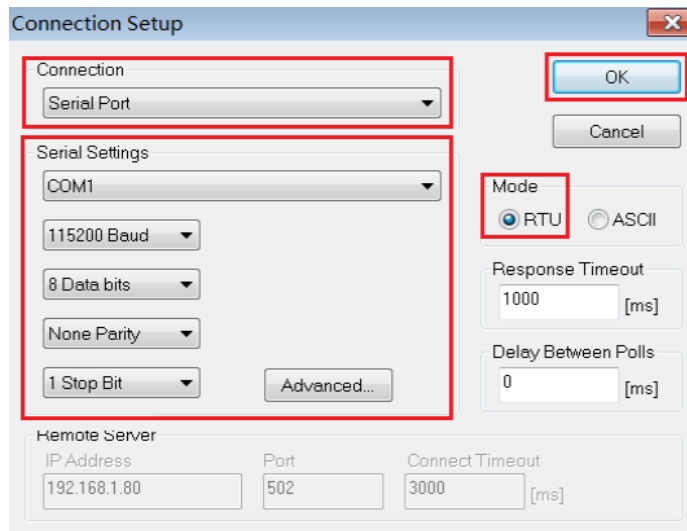 Connection Setup
Connection
OK
Serial Port
Cancel
Serial Settings
COM1
Mode
RTU
ASCII
115200 Baud
8 Data bits
Response Timeout
1000
[ms]
None Parity
Delay Between Polls
1 Stop Bit
Advanced...
0
[ms]
Remote Server
IP Address
Port
Connect Timeout
192.168.1.80
502
3000
[ms]